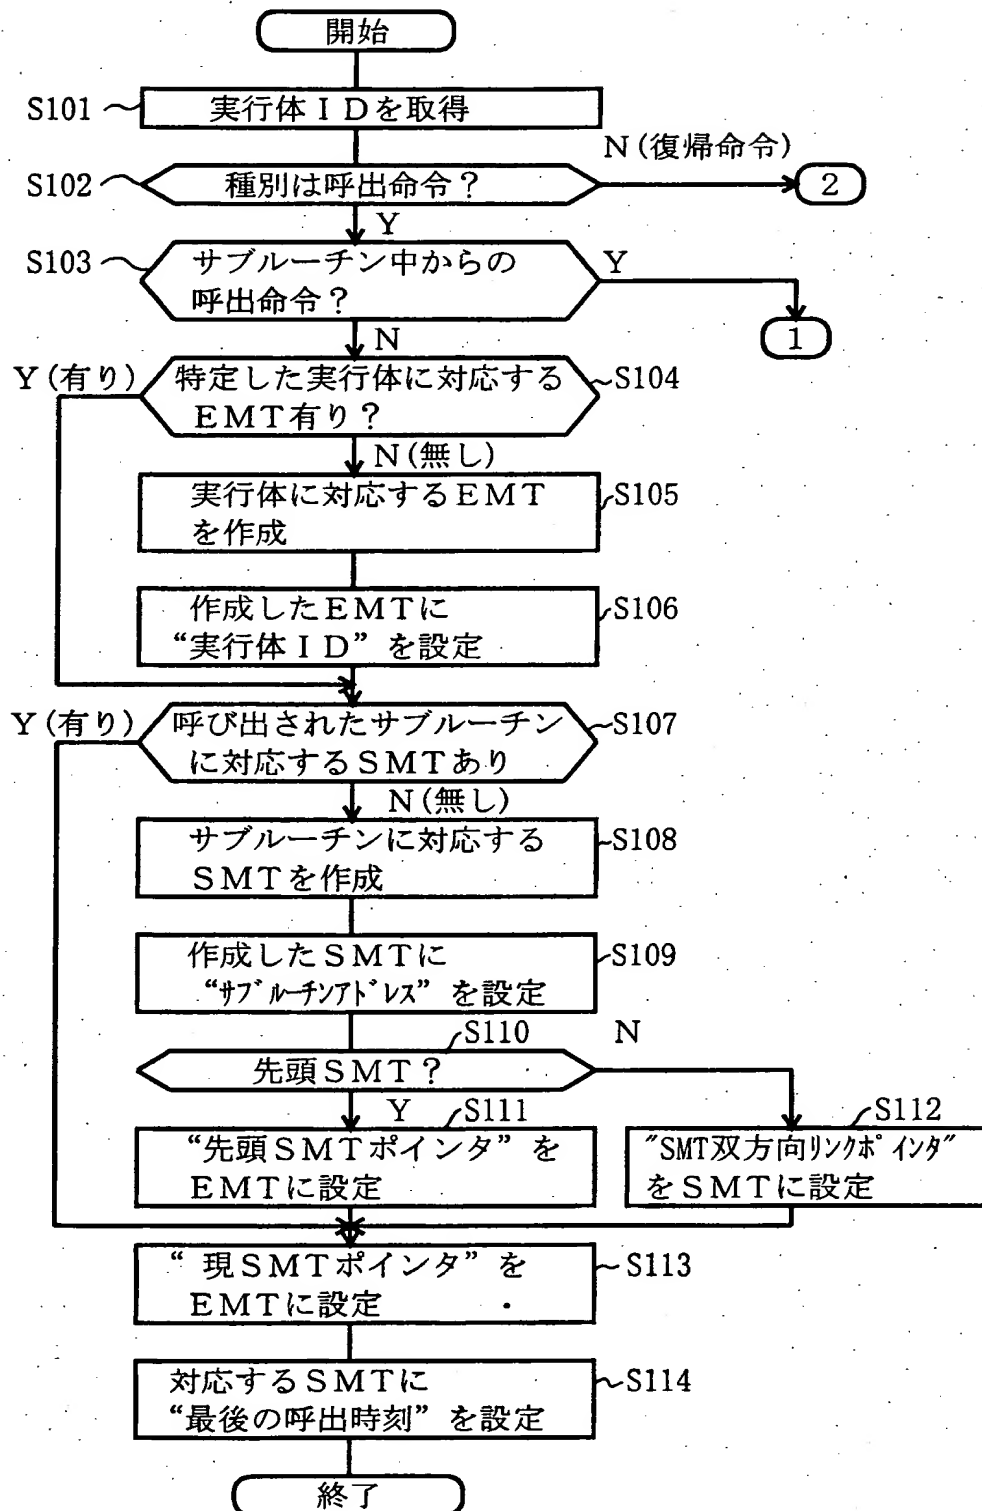 開始
S101
実行体IDを取得
N(復帰命令)
S102
種別は呼出命令?
2
Y
S103
サブルーチン中からの
呼出命令?
Y
1
N
Y(有り)
特定した実行体に対応する
EMT有り?
S104
N(無し)
実行体に対応するEMT
を作成
S105
作成したEMTに
“実行体ID”を設定
S106
Y(有り)
呼び出されたサブルーチン
に対応するSMTあり
S107
N(無し)
サブルーチンに対応する
SMTを作成
S108
作成したSMTに
“サブルーチンアドレス”を設定
S109
S110
N
先頭SMT?
Y
S111
S112
“先頭SMTポインタ”を
EMTに設定
"SMT双方向リンクポインタ"
をSMTに設定
“現SMTポインタ”を
EMTに設定
S113
対応するSMTに
“最後の呼出時刻”を設定
S114
終了